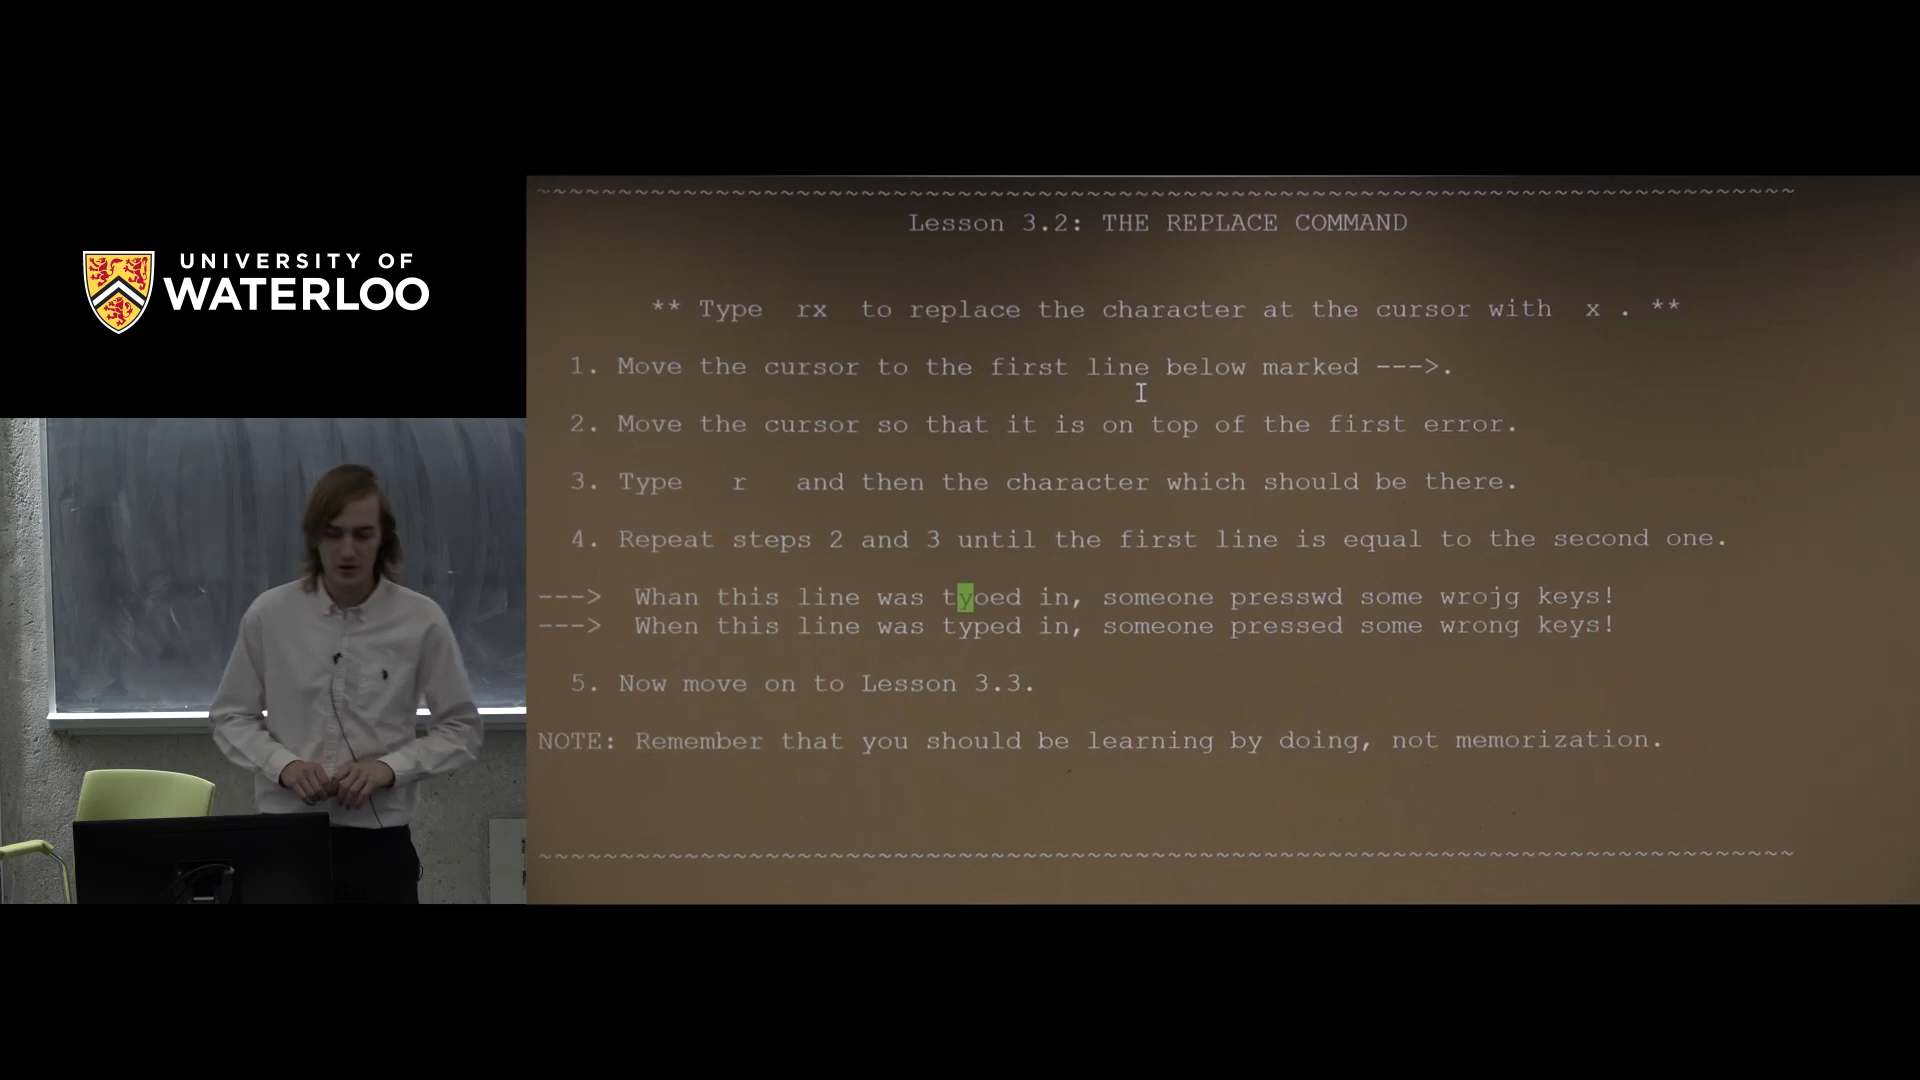 UNIVERSITY OF
WATERLOO
~~~~~~~~~~~~~~~~~~~~~~~~~~~~~~~~~~~~~~~~~~~~~~~~~~~~~~~~~~~~~~~~~~~~~~~~~~~~~~
Lesson 3.2: THE REPLACE COMMAND
** Type rx to replace the character at the cursor with x . **
1. Move the cursor to the first line below marked --->.
2. Move the cursor so that it is on top of the first error.
3. Type r and then the character which should be there.
4. Repeat steps 2 and 3 until the first line is equal to the second one.
---> Whan this line was tyoed in, someone presswd some wrojg keys!
---> When this line was typed in, someone pressed some wrong keys!
5. Now move on to Lesson 3.3.
NOTE: Remember that you should be learning by doing, not memorization.
~~~~~~~~~~~~~~~~~~~~~~~~~~~~~~~~~~~~~~~~~~~~~~~~~~~~~~~~~~~~~~~~~~~~~~~~~~~~~~